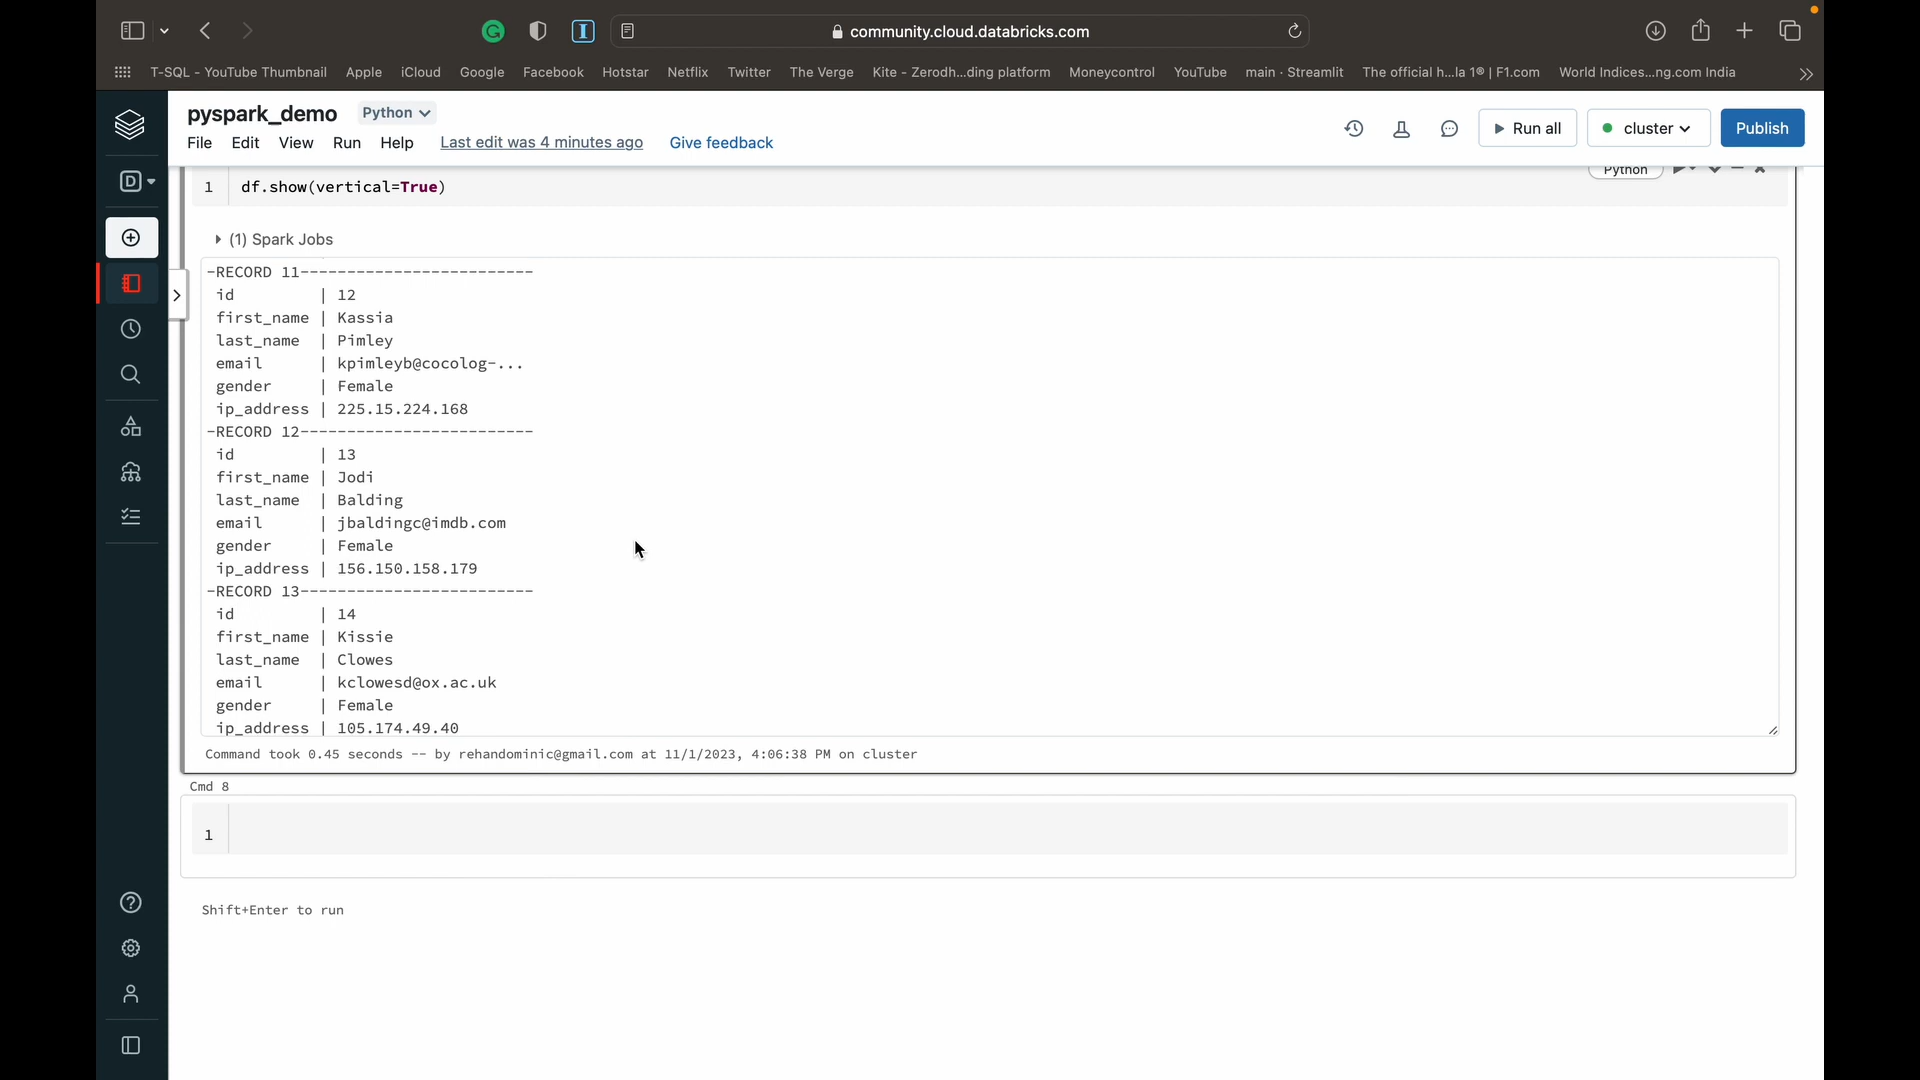 community.cloud.databricks.com
T-SQL - YouTube Thumbnail Apple iCloud Google Facebook Hotstar Netflix Twitter The Verge Kite - Zerodh...ding platform Moneycontrol YouTube main · Streamlit The official h...la 1® | F1.com World Indices...ng.com India
pyspark_demo Python
File Edit View Run Help Last edit was 4 minutes ago Give feedback
Run all cluster Publish
D
Python
1 df.show(vertical=True)
(1) Spark Jobs
-RECORD 11-------------------------
id | 12
first_name | Kassia
last_name | Pimley
email | kpimleyb@cocolog-...
gender | Female
ip_address | 225.15.224.168
-RECORD 12-------------------------
id | 13
first_name | Jodi
last_name | Balding
email | jbaldingc@imdb.com
gender | Female
ip_address | 156.150.158.179
-RECORD 13-------------------------
id | 14
first_name | Kissie
last_name | Clowes
email | kclowesd@ox.ac.uk
gender | Female
ip_address | 105.174.49.40
Command took 0.45 seconds -- by rehandominic@gmail.com at 11/1/2023, 4:06:38 PM on cluster
Cmd 8
1
Shift+Enter to run